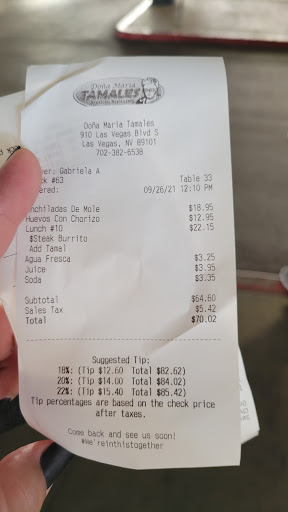 Doña Maria
TAMALES
Doña Maria Tamales
910 Las Vegas Blvd S
Las Vegas, NV 89101
702-382-6538
ver: Gabriela A
ck #63 Table 33
ered: 09/26/21 12:10 PM
nchiladas De Mole $18.95
Huevos Con Chorizo $12.95
Lunch #10 $22.15
$Steak Burrito
Add Tamal
Agua Fresca $3.25
Juice $3.95
Soda $3.35
Subtotal $64.60
Sales Tax $5.42
Total $70.02
Suggested Tip:
18%: (Tip $12.60 Total $82.62)
20%: (Tip $14.00 Total $84.02)
22%: (Tip $15.40 Total $85.42)
Tip percentages are based on the check price
after taxes.
Come back and see us soon!
#We'reinthistogether